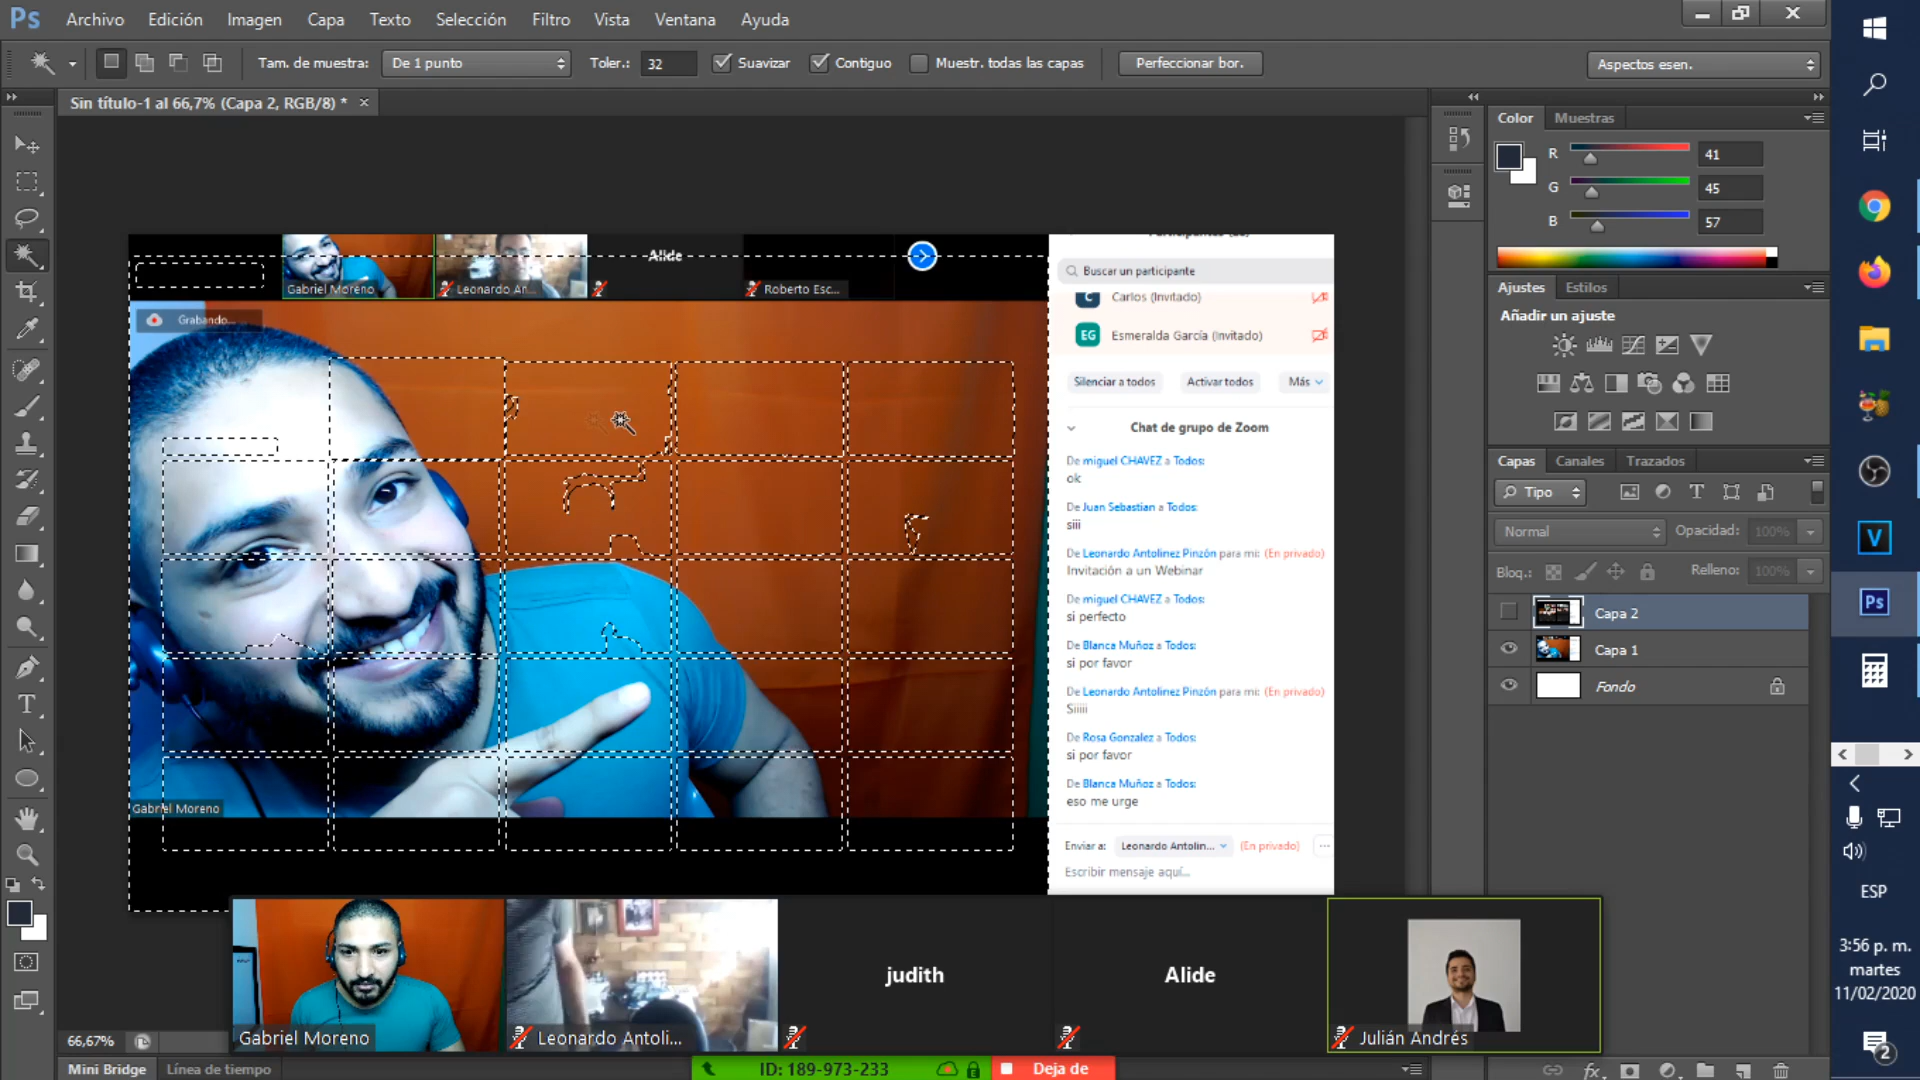 Ps Archivo Edición Imagen Capa Texto Selección Filtro Vista Ventana Ayuda
Tam. de muestra: De 1 punto Toler.: 32 Suavizar Contiguo Muestr. todas las capas Perfeccionar bor. Aspectos esen.
Sin título-1 al 66,7% (Capa 2, RGB/8) *
Color Muestras
R 41
G 45
B 57
Ajustes Estilos
Añadir un ajuste
Capas Canales Trazados
Tipo
Normal Opacidad: 100%
Bloq.: Relleno: 100%
Capa 2
Capa 1
Fondo
Alide
Gabriel Moreno Leonardo An... Roberto Esc...
Grabando...
Gabriel Moreno
Buscar un participante
C Carlos (Invitado)
EG Esmeralda García (Invitado)
Silenciar a todos Activar todos Más
Chat de grupo de Zoom
De miguel CHAVEZ a Todos:
ok
De Juan Sebastian a Todos:
siii
De Leonardo Antolinez Pinzón para mi: (En privado)
Invitación a un Webinar
De miguel CHAVEZ a Todos:
si perfecto
De Blanca Muñoz a Todos:
si por favor
De Leonardo Antolinez Pinzón para mi: (En privado)
Siiiii
De Rosa Gonzalez a Todos:
si por favor
De Blanca Muñoz a Todos:
eso me urge
Enviar a: Leonardo Antolin... (En privado) ...
Escribir mensaje aquí...
judith
Alide
Gabriel Moreno
Leonardo Antoli...
Julián Andrés
66,67%
Mini Bridge Línea de tiempo
ID: 189-973-233
Deja de
V
Ps
ESP
3:56 p. m.
martes
11/02/2020
2